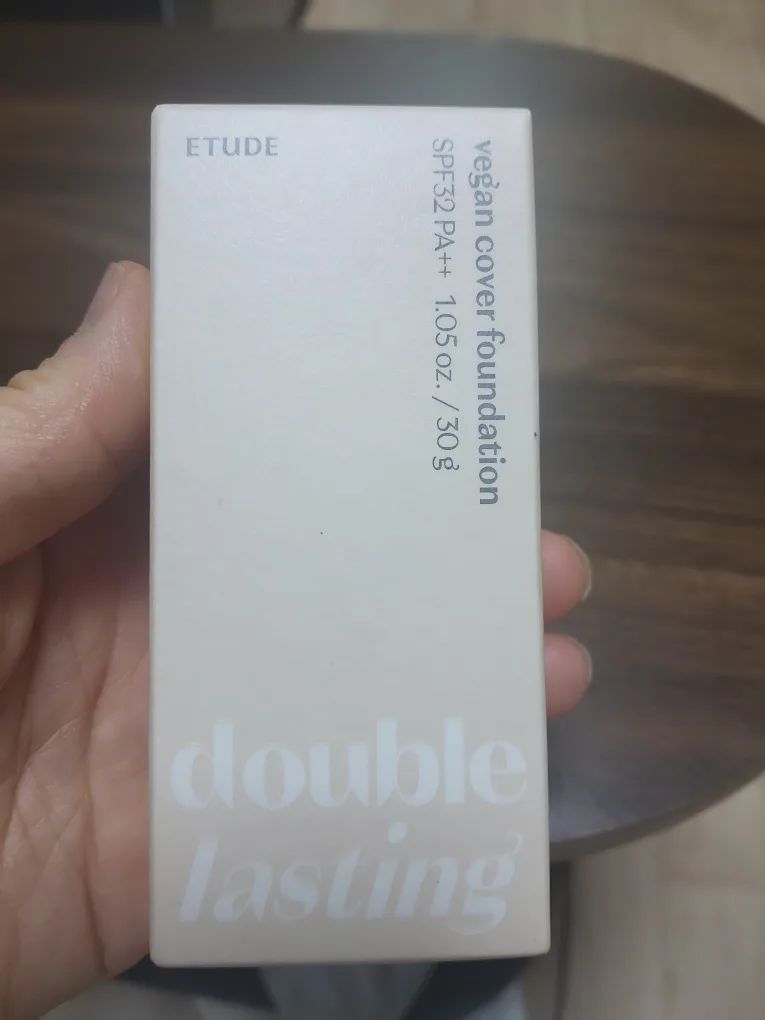 ETUDE
vegan cover foundation
SPF32 PA++ 1.05 oz. / 30 g
double
lasting